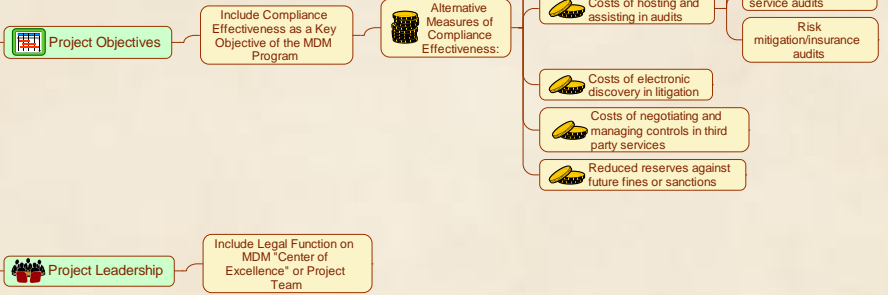 Project Objectives
Include Compliance
Effectiveness as a Key
Objective of the MDM
Program
Alternative
Measures of
Compliance
Effectiveness:
Costs of hosting and
assisting in audits
service audits
Risk
mitigation/insurance
audits
Costs of electronic
discovery in litigation
Costs of negotiating and
managing controls in third
party services
Reduced reserves against
future fines or sanctions
Project Leadership
Include Legal Function on
MDM "Center of
Excellence" or Project
Team